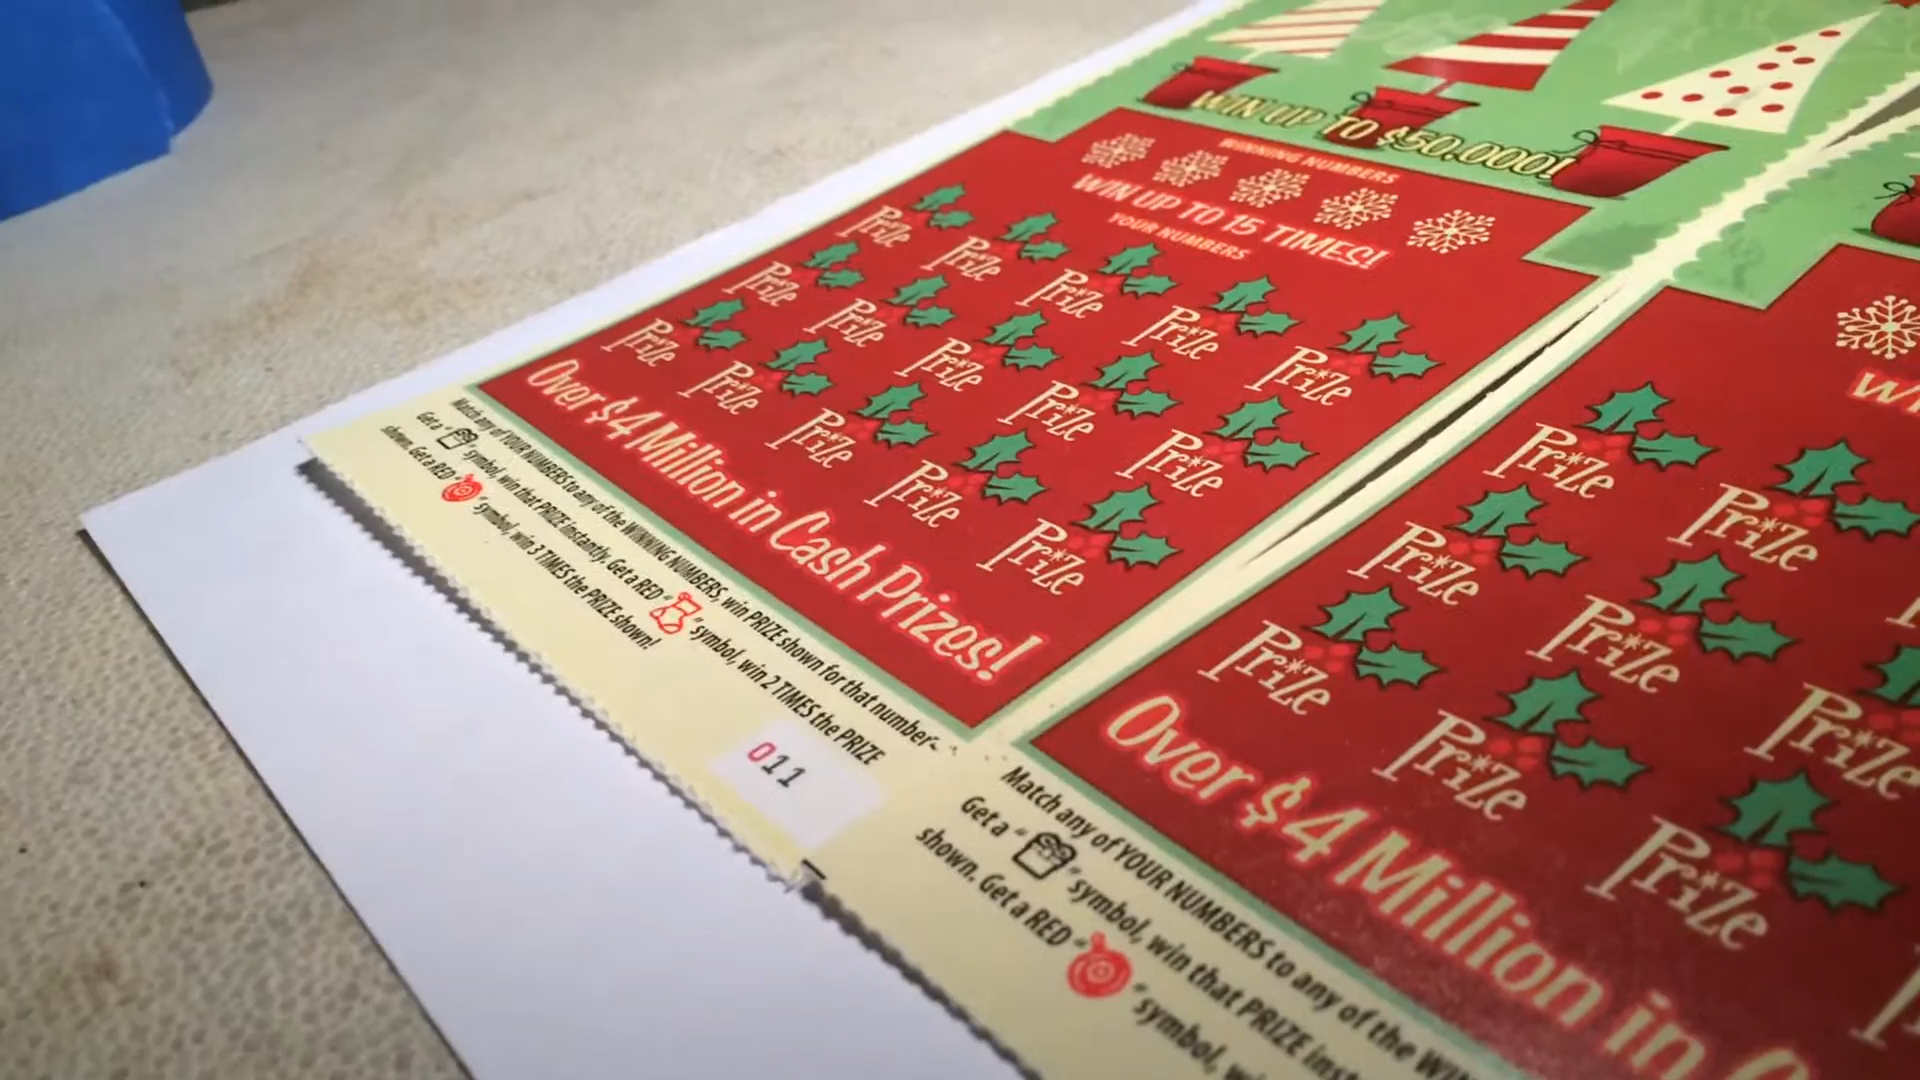 WIN UP TO $50,000!
WINNING NUMBERS
WIN UP TO 15 TIMES!
YOUR NUMBERS
Prize Prize Prize Prize Prize
Prize Prize Prize Prize Prize
Prize Prize Prize Prize Prize
Over $4 Million in Cash Prizes!
Match any of YOUR NUMBERS to any of the WINNING NUMBERS, win PRIZE shown for that number.
Get a " " symbol, win that PRIZE instantly. Get a RED " " symbol, win 2 TIMES the PRIZE
shown. Get a RED " " symbol, win 3 TIMES the PRIZE shown!
011
Prize Prize
Prize Prize Prize
Prize Prize Prize
Over $4 Million in
Match any of YOUR NUMBERS to any of the
Get a " " symbol, win that PRIZE
shown. Get a RED " " symbol,